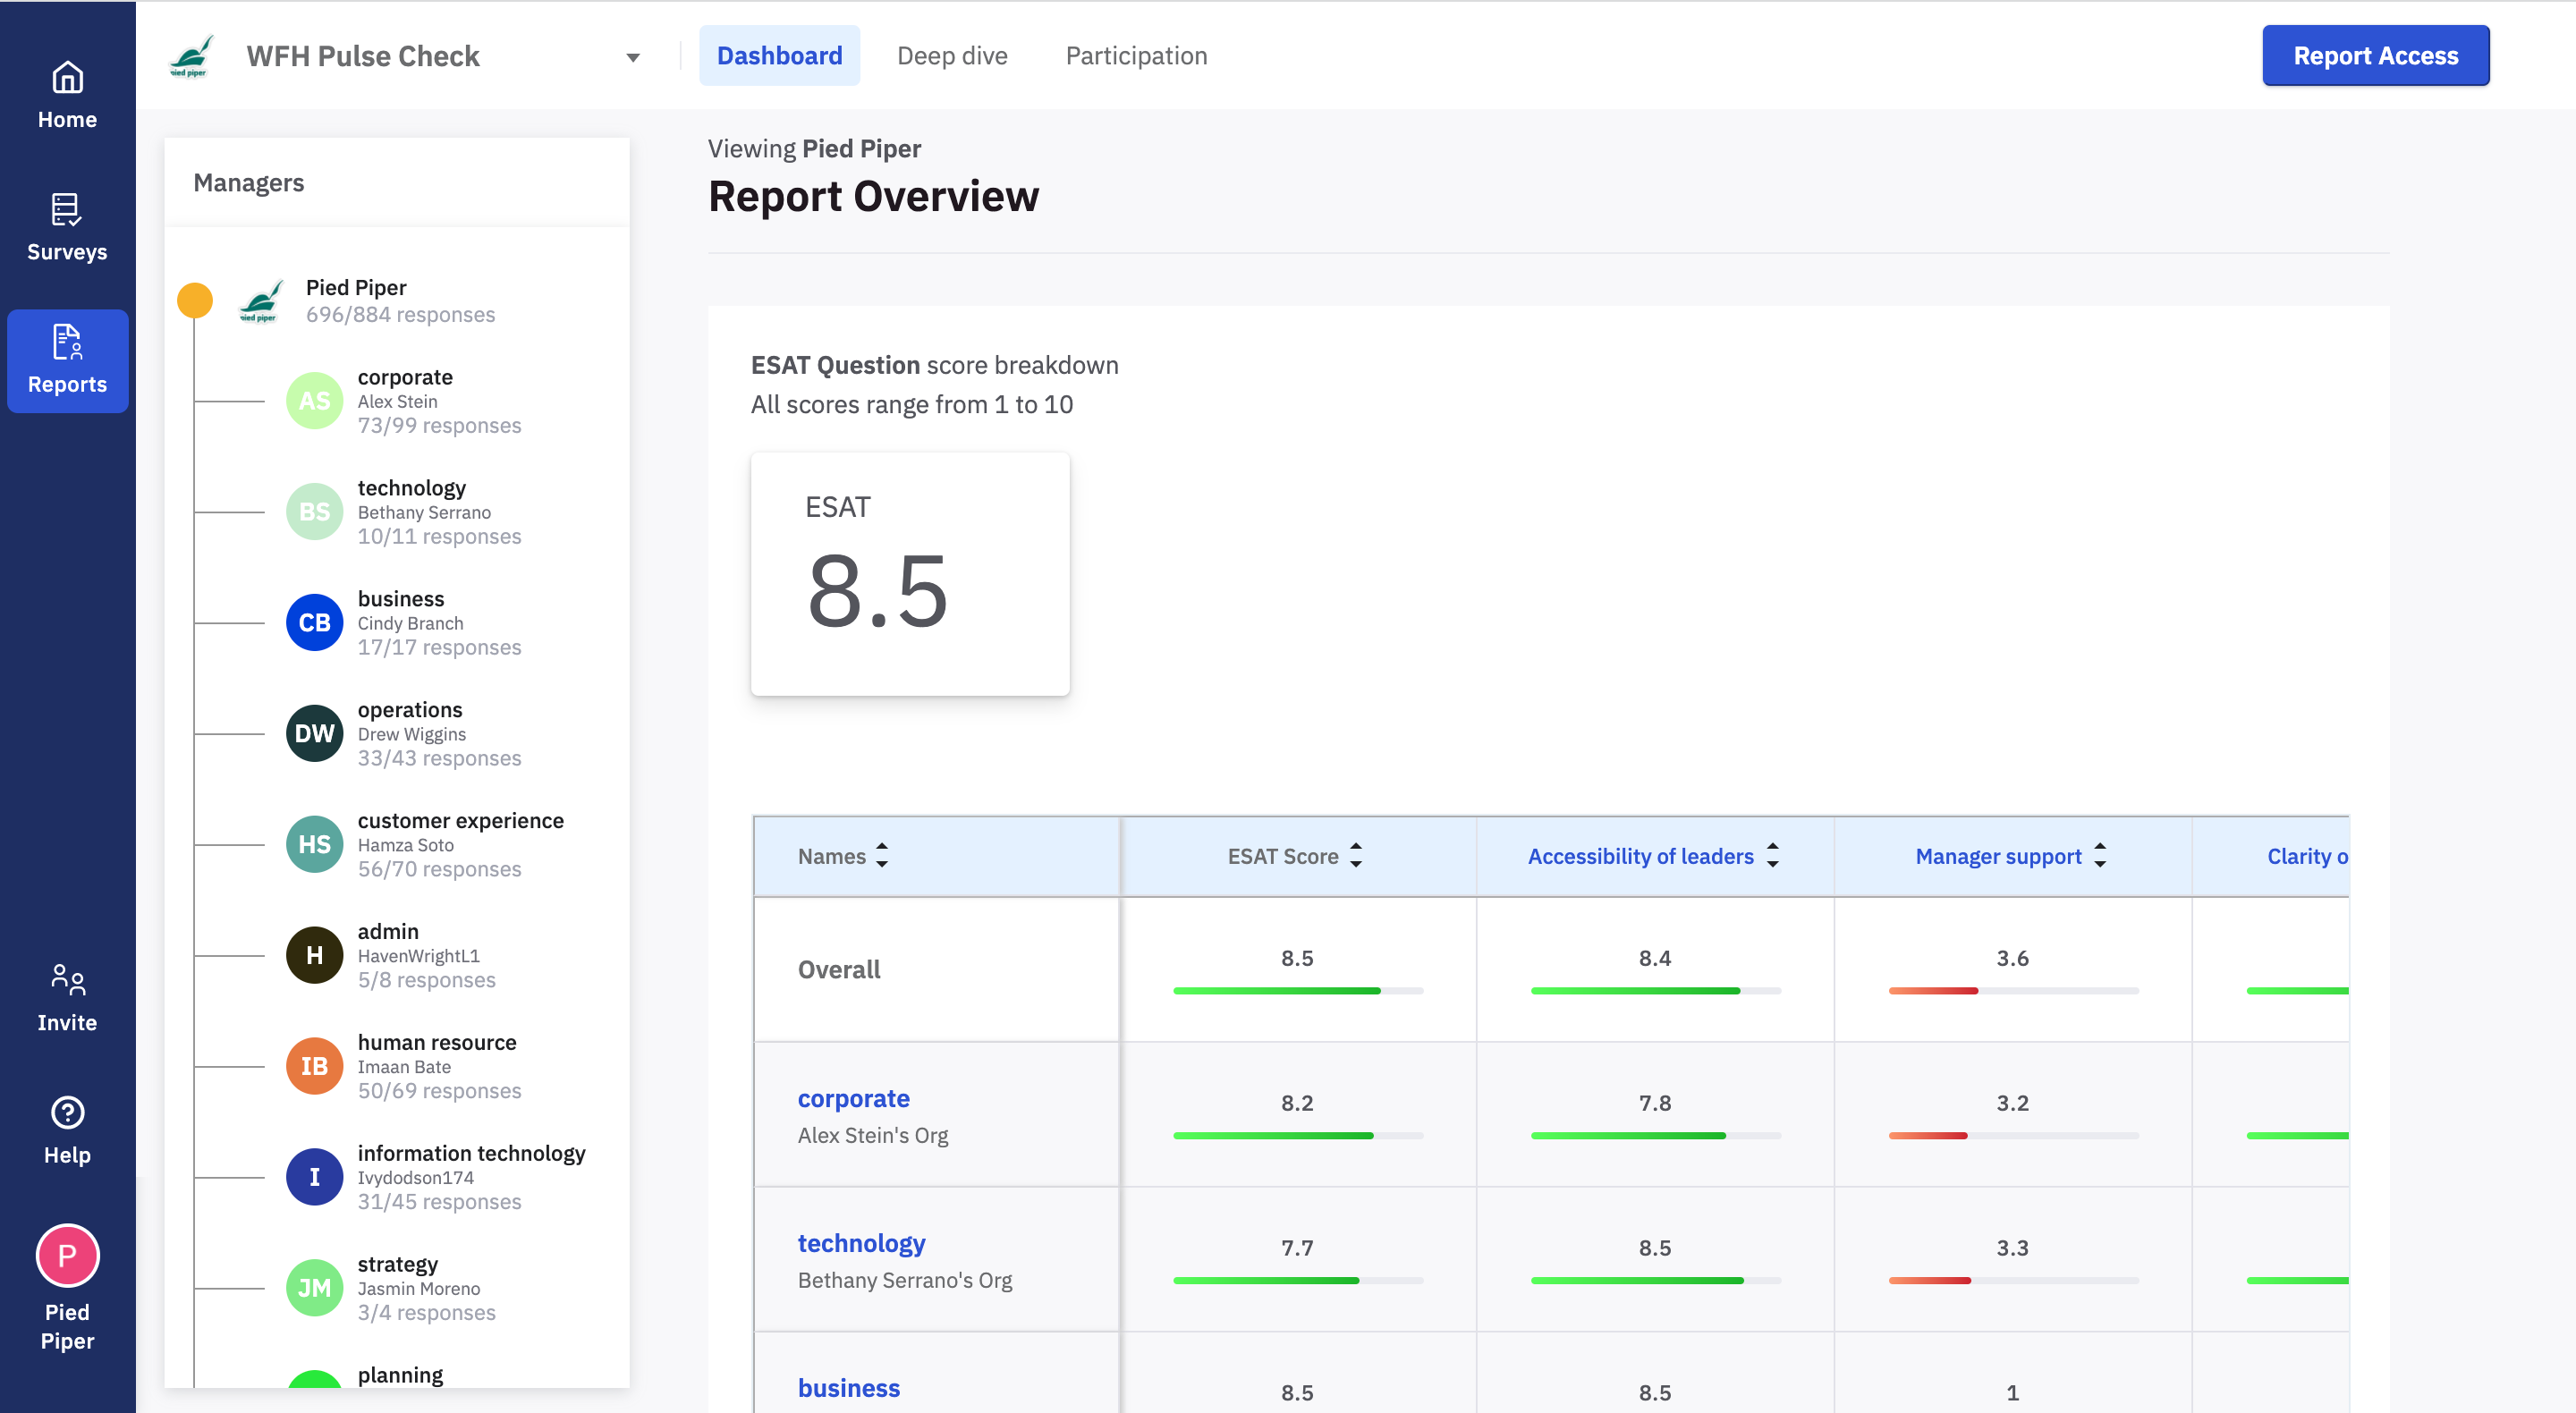 Home
Surveys
Reports
Invite
Help
P
Pied
Piper
pied piper
WFH Pulse Check
Dashboard
Deep dive
Participation
Report Access
Managers
pied piper
Pied Piper
696/884 responses
AS
corporate
Alex Stein
73/99 responses
BS
technology
Bethany Serrano
10/11 responses
CB
business
Cindy Branch
17/17 responses
DW
operations
Drew Wiggins
33/43 responses
HS
customer experience
Hamza Soto
56/70 responses
H
admin
HavenWrightL1
5/8 responses
IB
human resource
Imaan Bate
50/69 responses
I
information technology
Ivydodson174
31/45 responses
JM
strategy
Jasmin Moreno
3/4 responses
planning
Viewing Pied Piper
Report Overview
ESAT Question score breakdown
All scores range from 1 to 10
ESAT
8.5
Names ESAT Score Accessibility of leaders Manager support Clarity o
Overall 8.5 8.4 3.6
corporate 8.2 7.8 3.2
Alex Stein's Org
technology 7.7 8.5 3.3
Bethany Serrano's Org
business 8.5 8.5 1